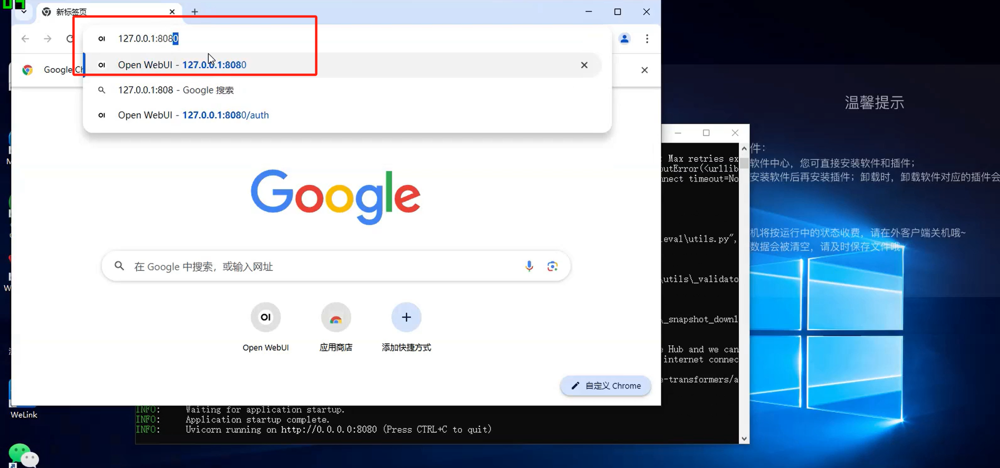 新标签页
127.0.0.1:8080
Open WebUI - 127.0.0.1:8080
Google Ch
127.0.0.1:808 - Google 搜索
Open WebUI - 127.0.0.1:8080/auth
Google
在 Google 中搜索，或输入网址
Open WebUI
应用商店
添加快捷方式
自定义 Chrome
温馨提示
件：
软件中心，您可直接安装软件和插件；
安装软件后再安装插件；卸载时，卸载软件对应的插件会
机将按运行中的状态收费，请在外客户端关机哦~
数据会被清空，请及时保存文件哦
Max retries ex
outError(<urllib
nnect timeout=No
eval\utils.py",
\utils\_validato
\_snapshot_downl
e Hub and we can
internet connec
e-transformers/a
INFO: Waiting for application startup.
INFO: Application startup complete.
INFO: Uvicorn running on http://0.0.0.0:8080 (Press CTRL+C to quit)
WeLink